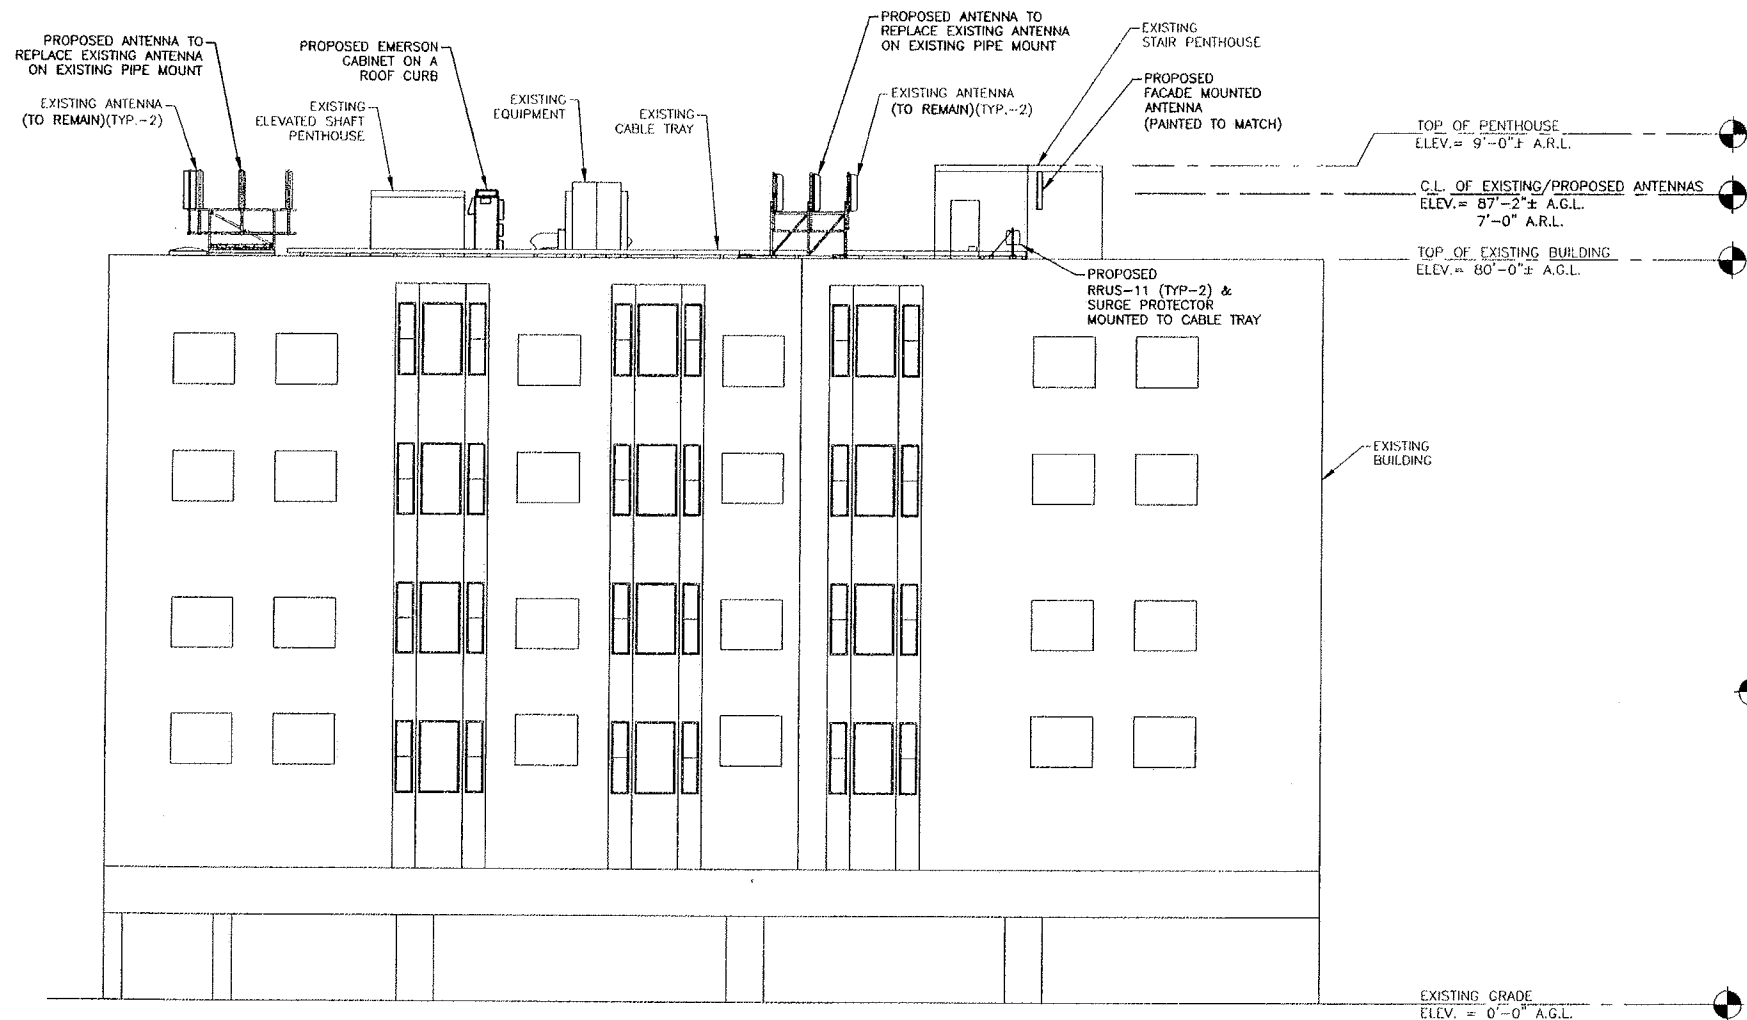 PROPOSED ANTENNA TO
REPLACE EXISTING ANTENNA
ON EXISTING PIPE MOUNT
EXISTING ANTENNA
(TO REMAIN)(TYP.-2)
PROPOSED EMERSON
CABINET ON A
ROOF CURB
EXISTING
ELEVATED SHAFT
PENTHOUSE
EXISTING
EQUIPMENT
EXISTING
CABLE TRAY
PROPOSED ANTENNA TO
REPLACE EXISTING ANTENNA
ON EXISTING PIPE MOUNT
EXISTING ANTENNA
(TO REMAIN)(TYP.-2)
EXISTING
STAIR PENTHOUSE
PROPOSED
FACADE MOUNTED
ANTENNA
(PAINTED TO MATCH)
TOP OF PENTHOUSE
ELEV.= 9'-0"± A.R.L.
C.L. OF EXISTING/PROPOSED ANTENNAS
ELEV.= 87'-2"± A.G.L.
7'-0" A.R.L.
TOP OF EXISTING BUILDING
ELEV.= 80'-0"± A.G.L.
PROPOSED
RRUS-11 (TYP-2) &
SURGE PROTECTOR
MOUNTED TO CABLE TRAY
EXISTING
BUILDING
EXISTING GRADE
ELEV. = 0'-0" A.G.L.